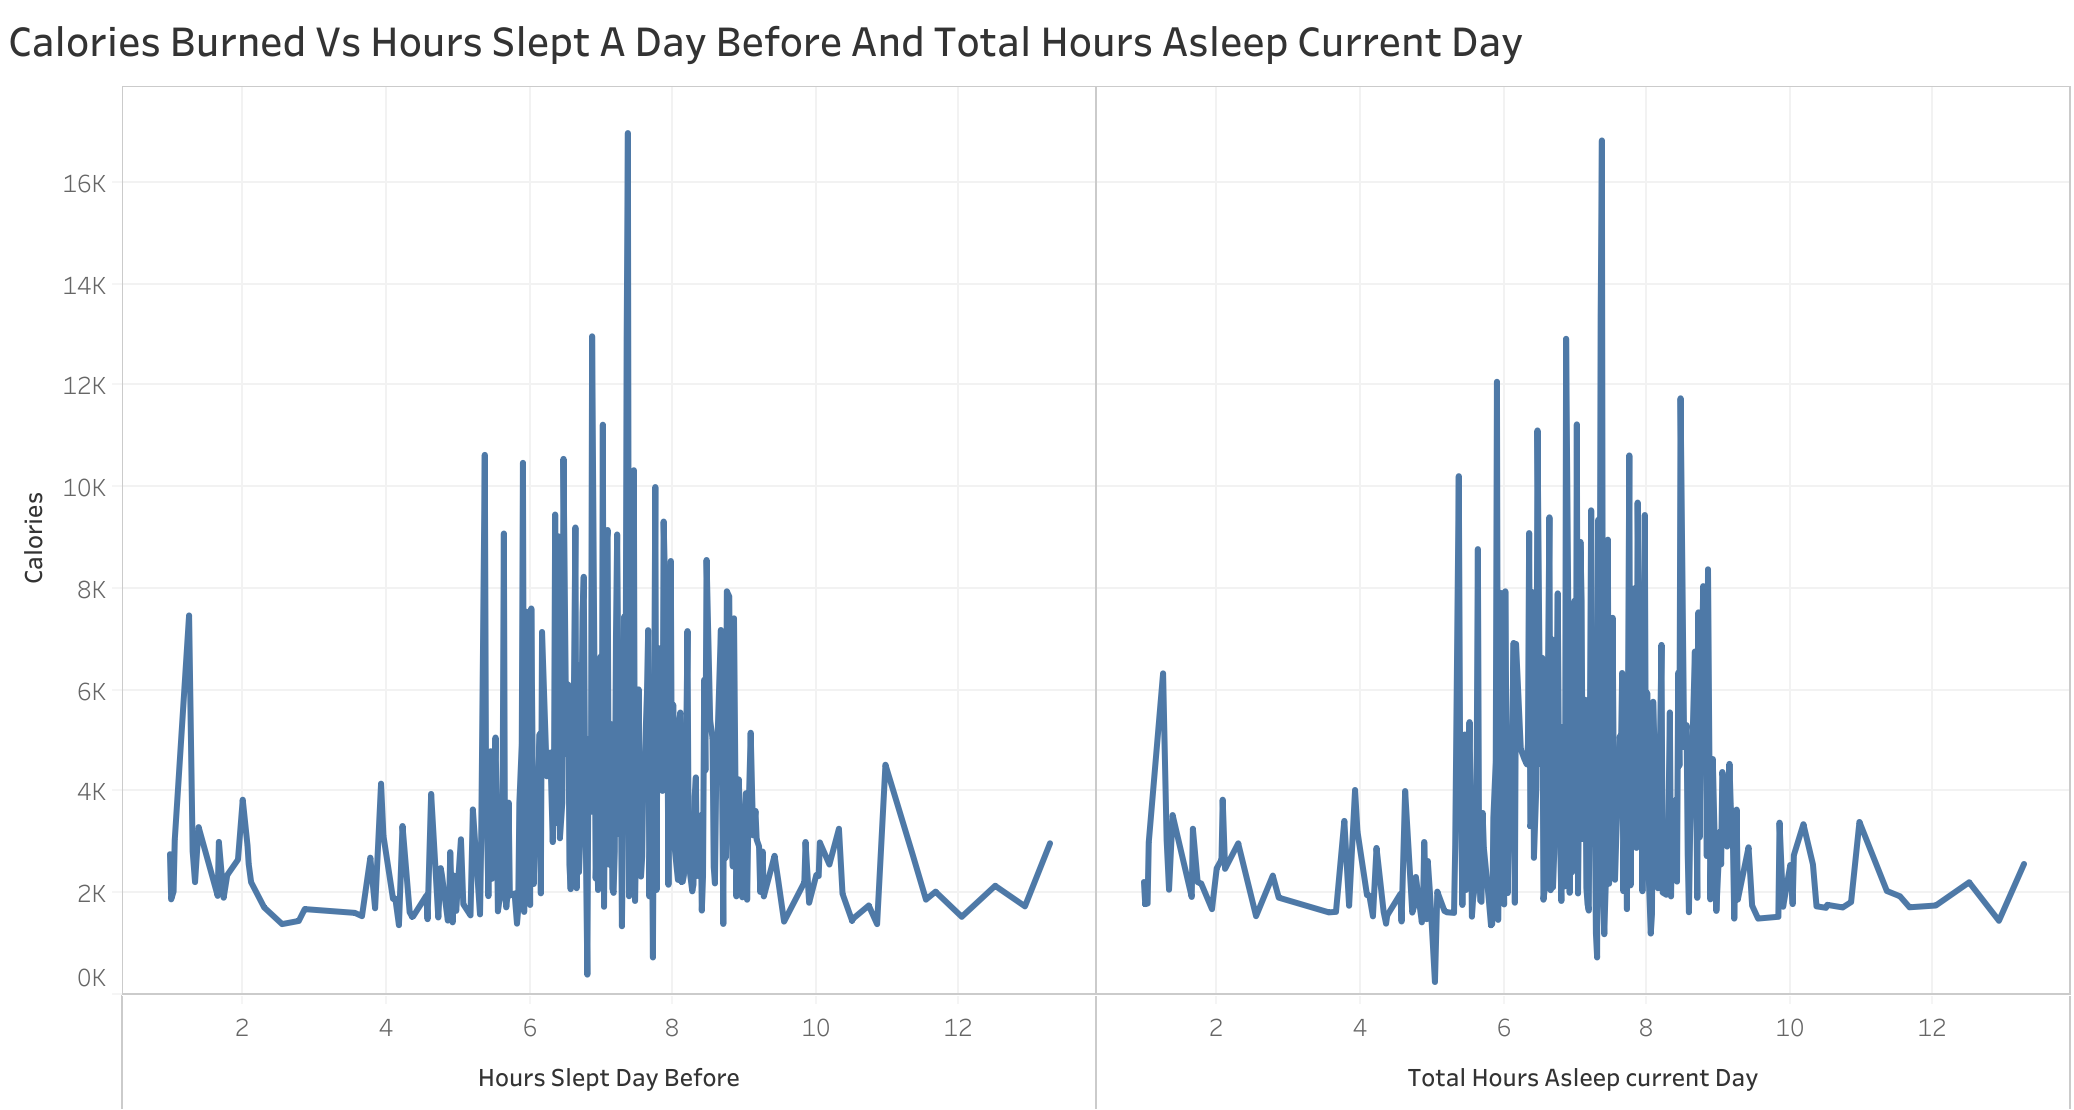 Calories Burned Vs Hours Slept A Day Before And Total Hours Asleep Current Day
16K
14K
12K
10K
8K
6K
4K
2K
0K
Calories
2 4 6 8 10 12
2 4 6 8 10 12
Hours Slept Day Before
Total Hours Asleep current Day